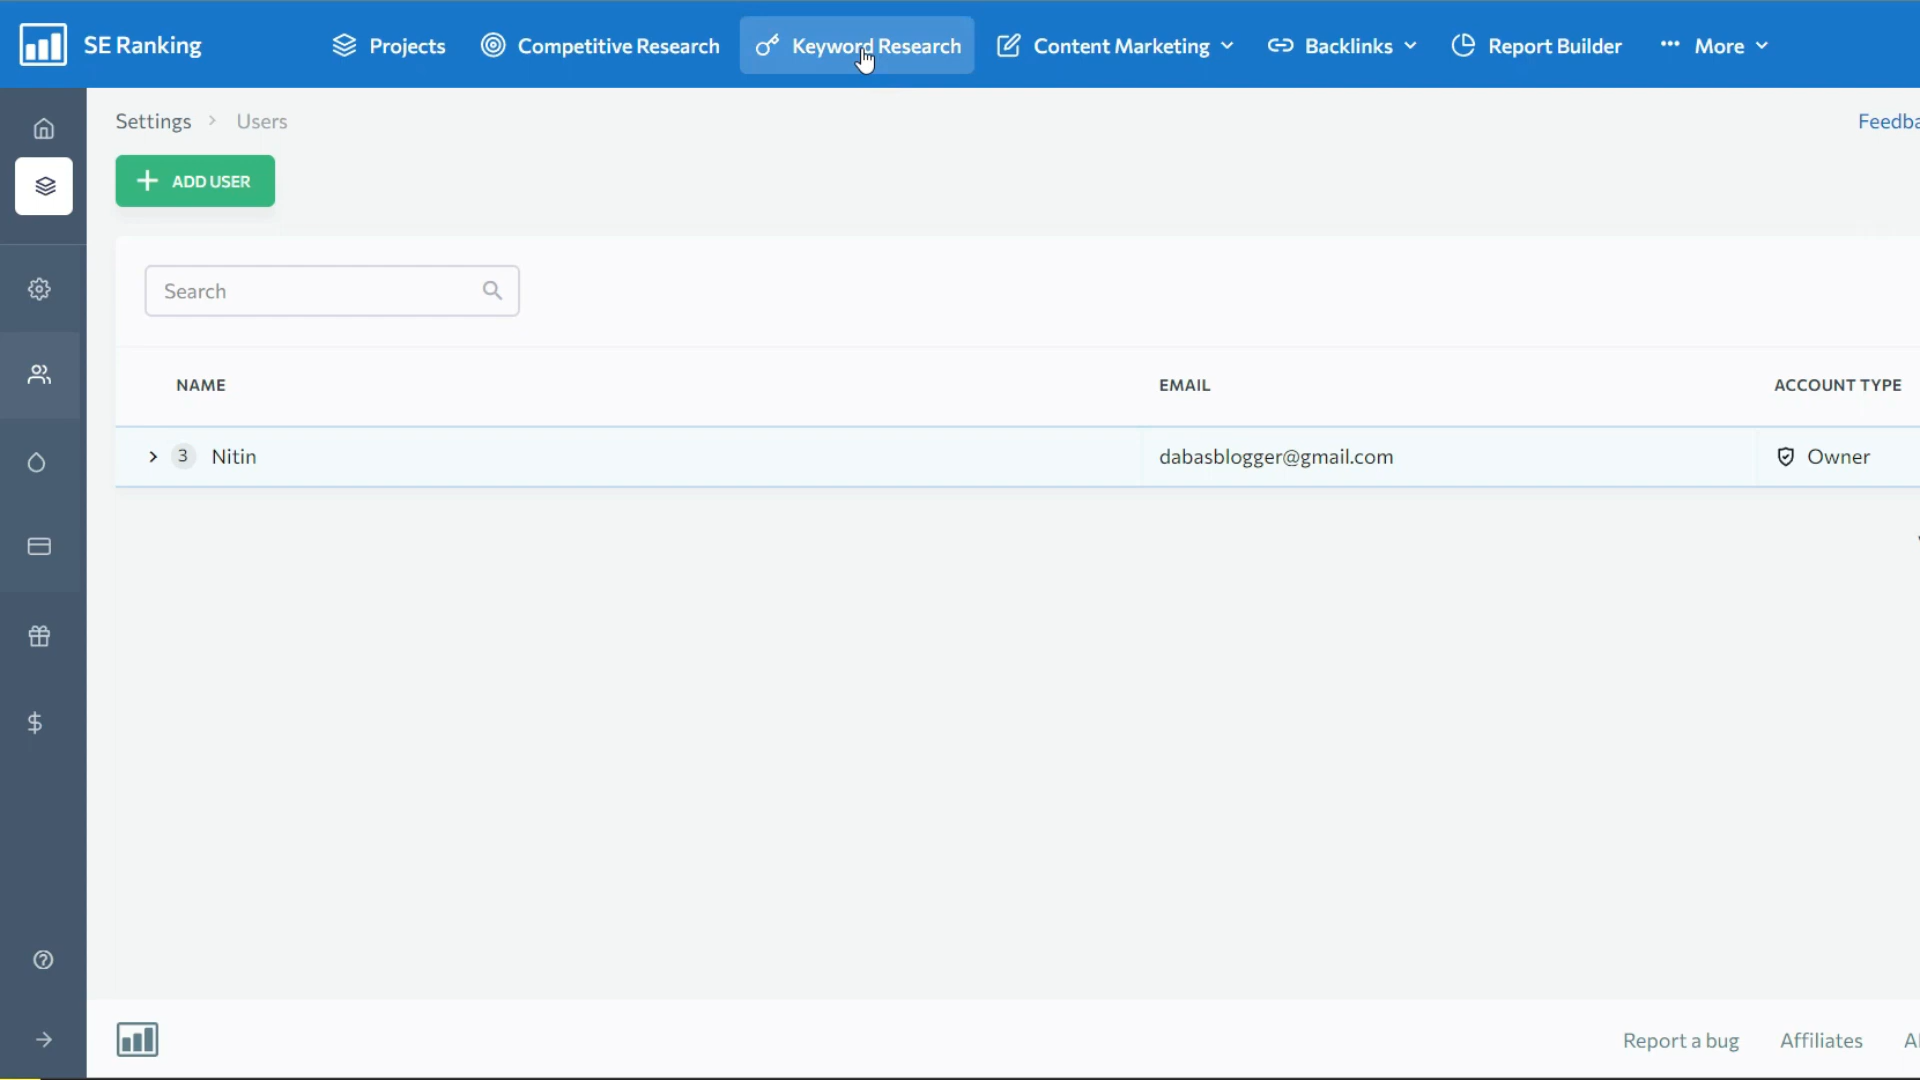 SE Ranking
Projects
Competitive Research
Keyword Research
Content Marketing
Backlinks
Report Builder
More
Settings > Users
Feedba
ADD USER
Search
NAME EMAIL ACCOUNT TYPE
3 Nitin dabasblogger@gmail.com Owner
Report a bug Affiliates